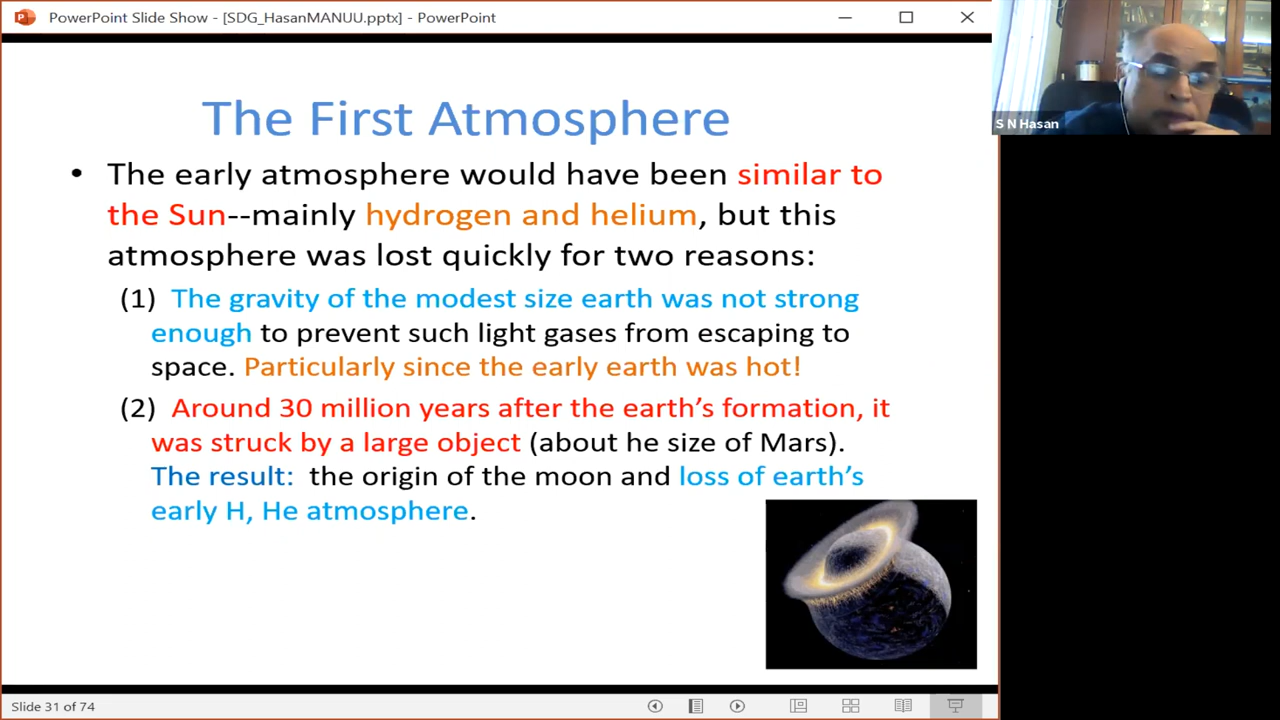 PowerPoint Slide Show - [SDG_HasanMANUU.pptx] - PowerPoint
S N Hasan
The First Atmosphere
• The early atmosphere would have been similar to
the Sun--mainly hydrogen and helium, but this
atmosphere was lost quickly for two reasons:
(1) The gravity of the modest size earth was not strong
enough to prevent such light gases from escaping to
space. Particularly since the early earth was hot!
(2) Around 30 million years after the earth’s formation, it
was struck by a large object (about he size of Mars).
The result: the origin of the moon and loss of earth’s
early H, He atmosphere.
Slide 31 of 74